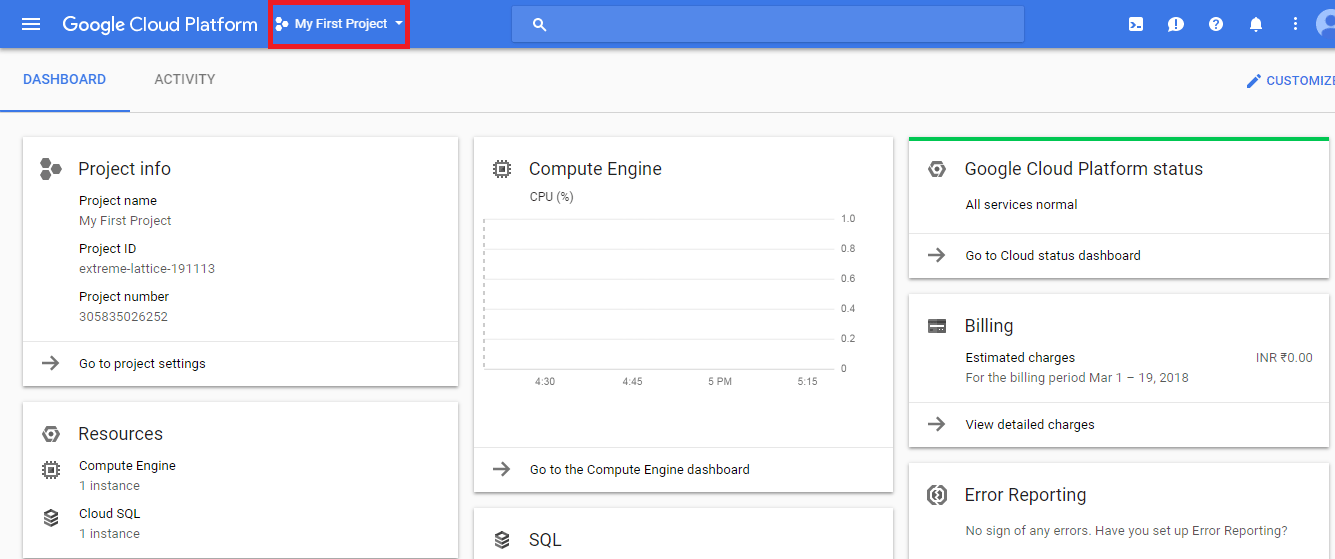 Google Cloud Platform
My First Project
DASHBOARD
ACTIVITY
CUSTOMIZE
Project info
Project name
My First Project
Project ID
extreme-lattice-191113
Project number
305835026252
Go to project settings
Resources
Compute Engine
1 instance
Cloud SQL
1 instance
Compute Engine
CPU (%)
1.0
0.8
0.6
0.4
0.2
0
4:30 4:45 5 PM 5:15
Go to the Compute Engine dashboard
SQL
Google Cloud Platform status
All services normal
Go to Cloud status dashboard
Billing
Estimated charges INR ₹0.00
For the billing period Mar 1 – 19, 2018
View detailed charges
Error Reporting
No sign of any errors. Have you set up Error Reporting?